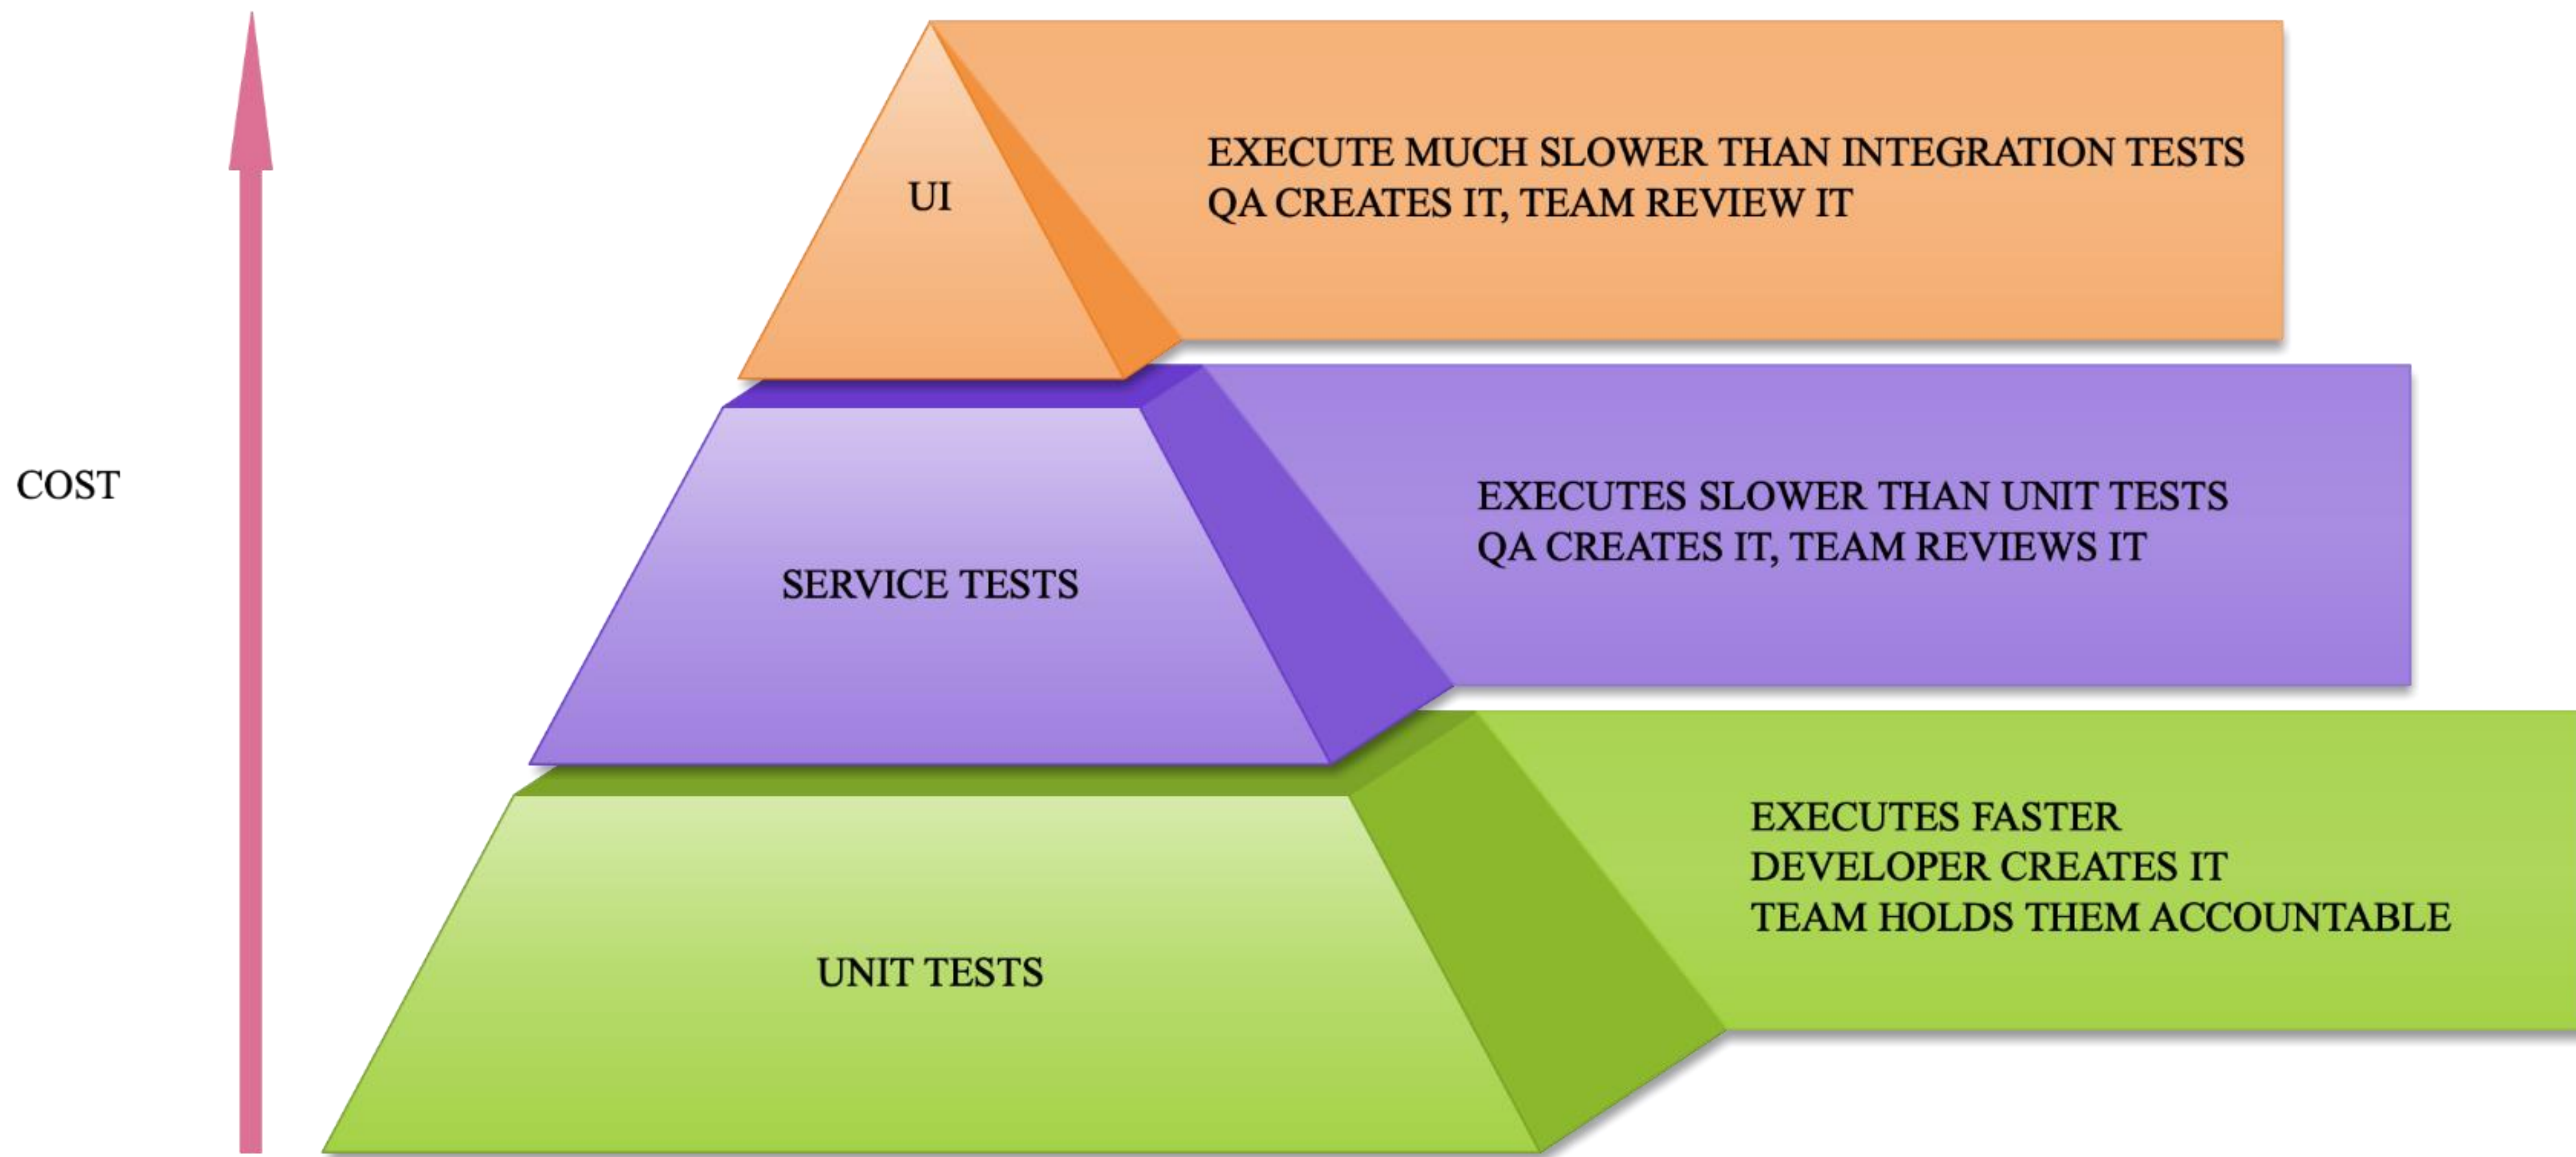 UI
EXECUTE MUCH SLOWER THAN INTEGRATION TESTS
QA CREATES IT, TEAM REVIEW IT
COST
SERVICE TESTS
EXECUTES SLOWER THAN UNIT TESTS
QA CREATES IT, TEAM REVIEWS IT
UNIT TESTS
EXECUTES FASTER
DEVELOPER CREATES IT
TEAM HOLDS THEM ACCOUNTABLE